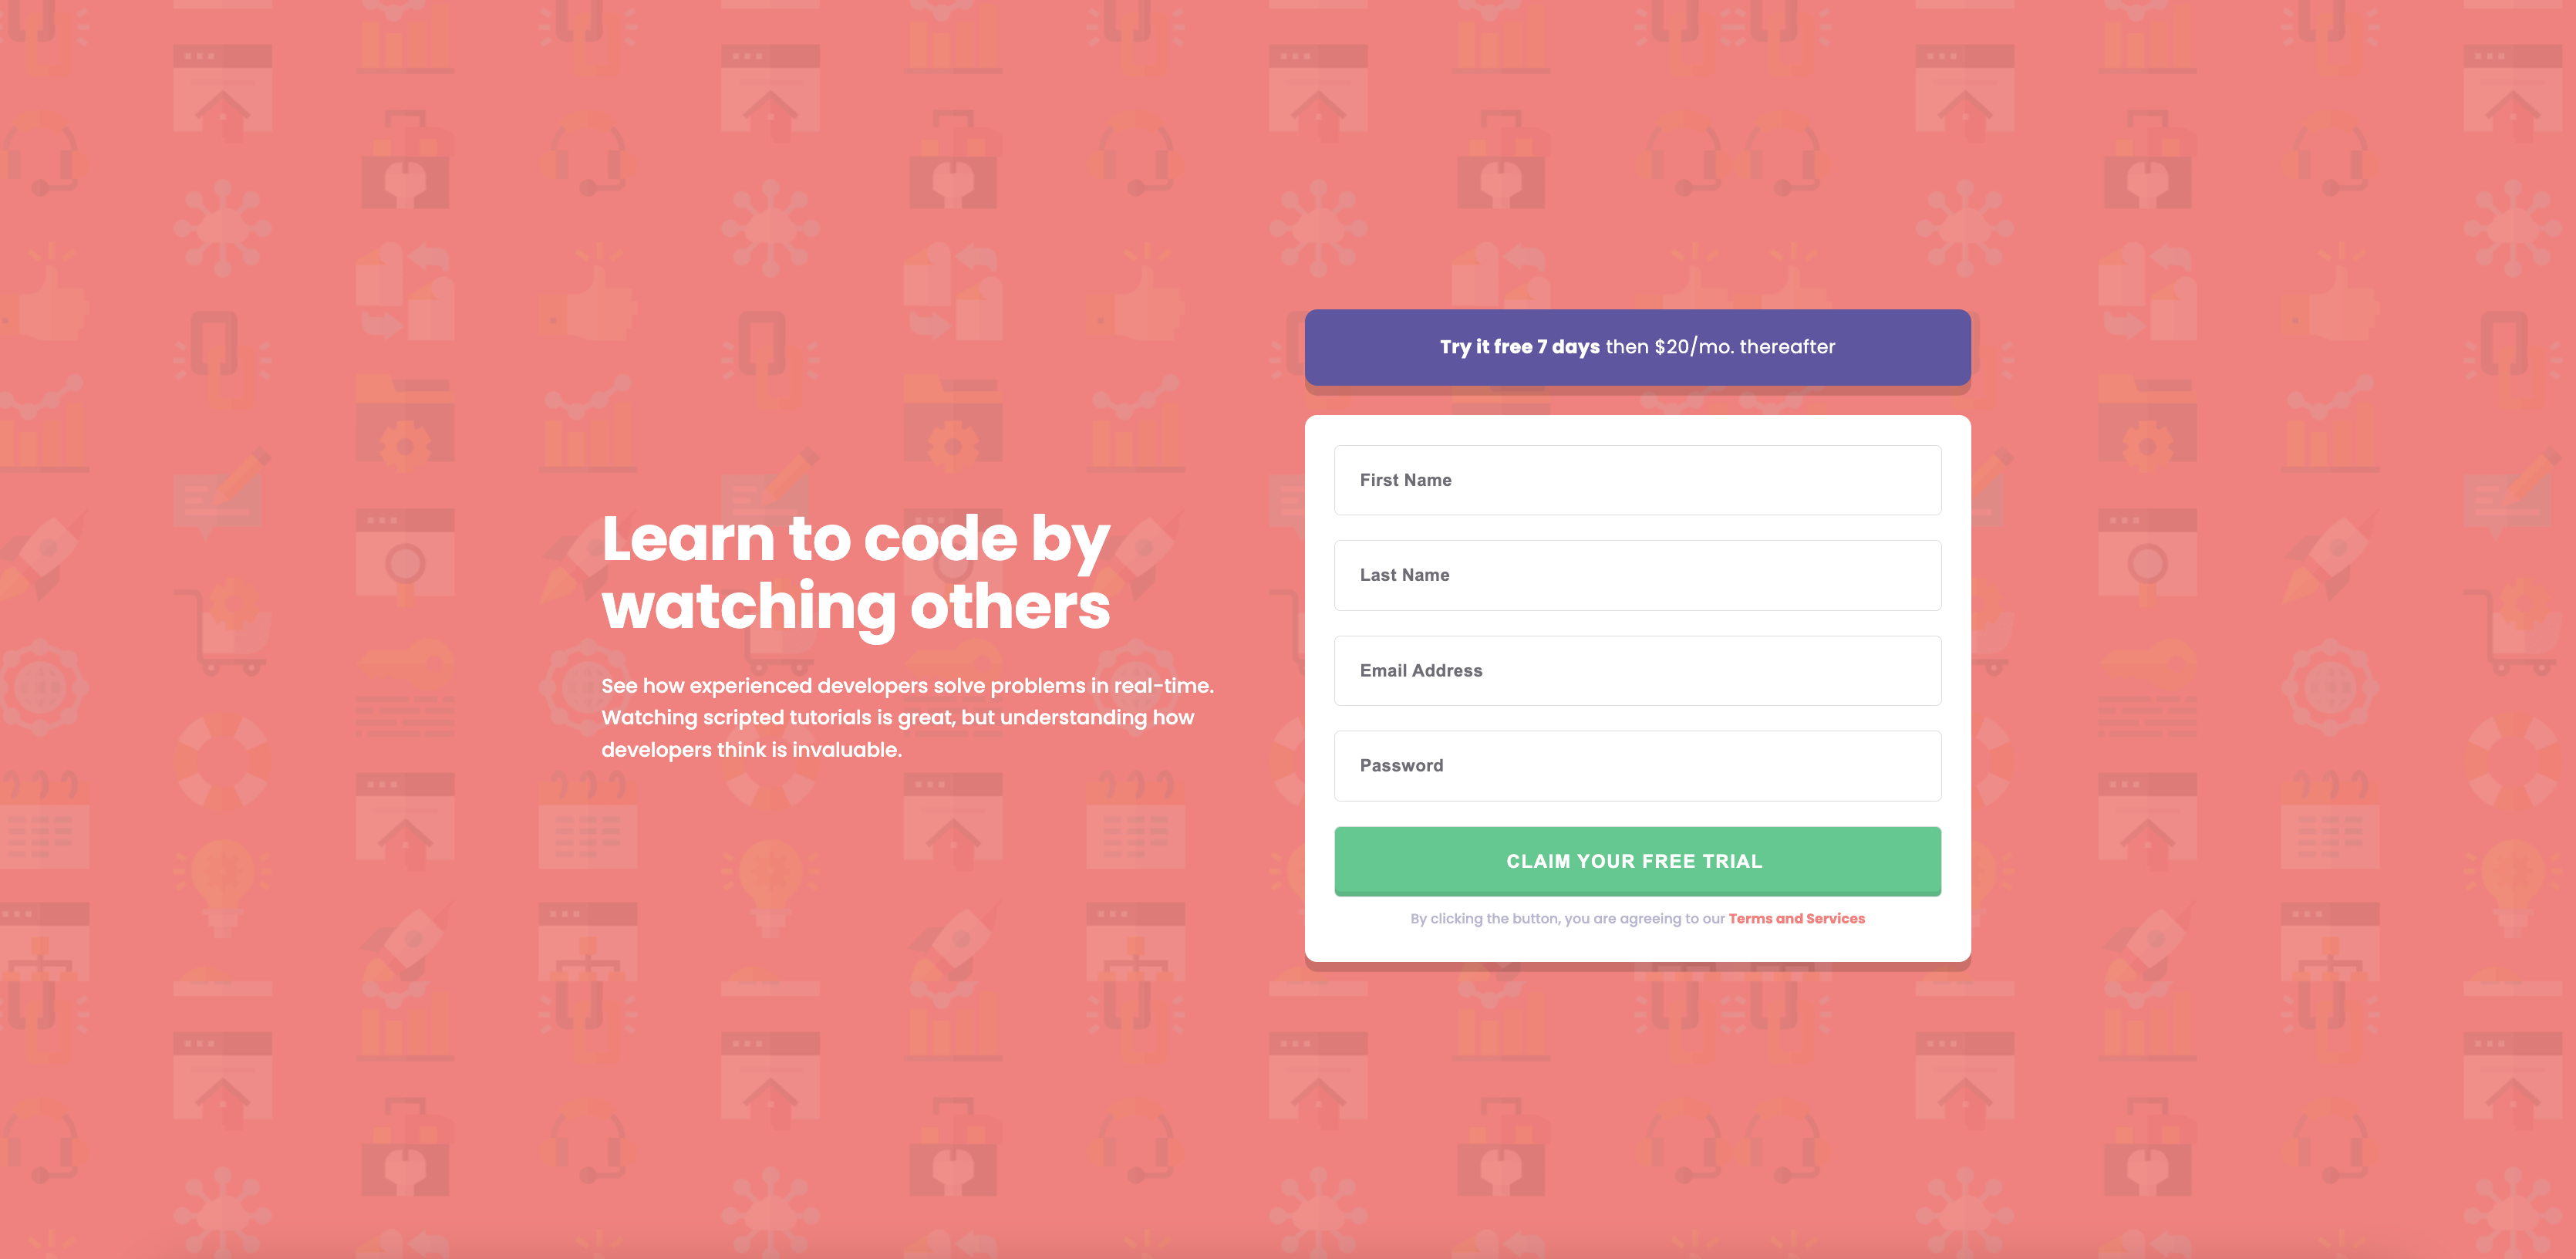 Learn to code by
watching others
See how experienced developers solve problems in real-time.
Watching scripted tutorials is great, but understanding how
developers think is invaluable.
Try it free 7 days then $20/mo. thereafter
First Name
Last Name
Email Address
Password
CLAIM YOUR FREE TRIAL
By clicking the button, you are agreeing to our Terms and Services